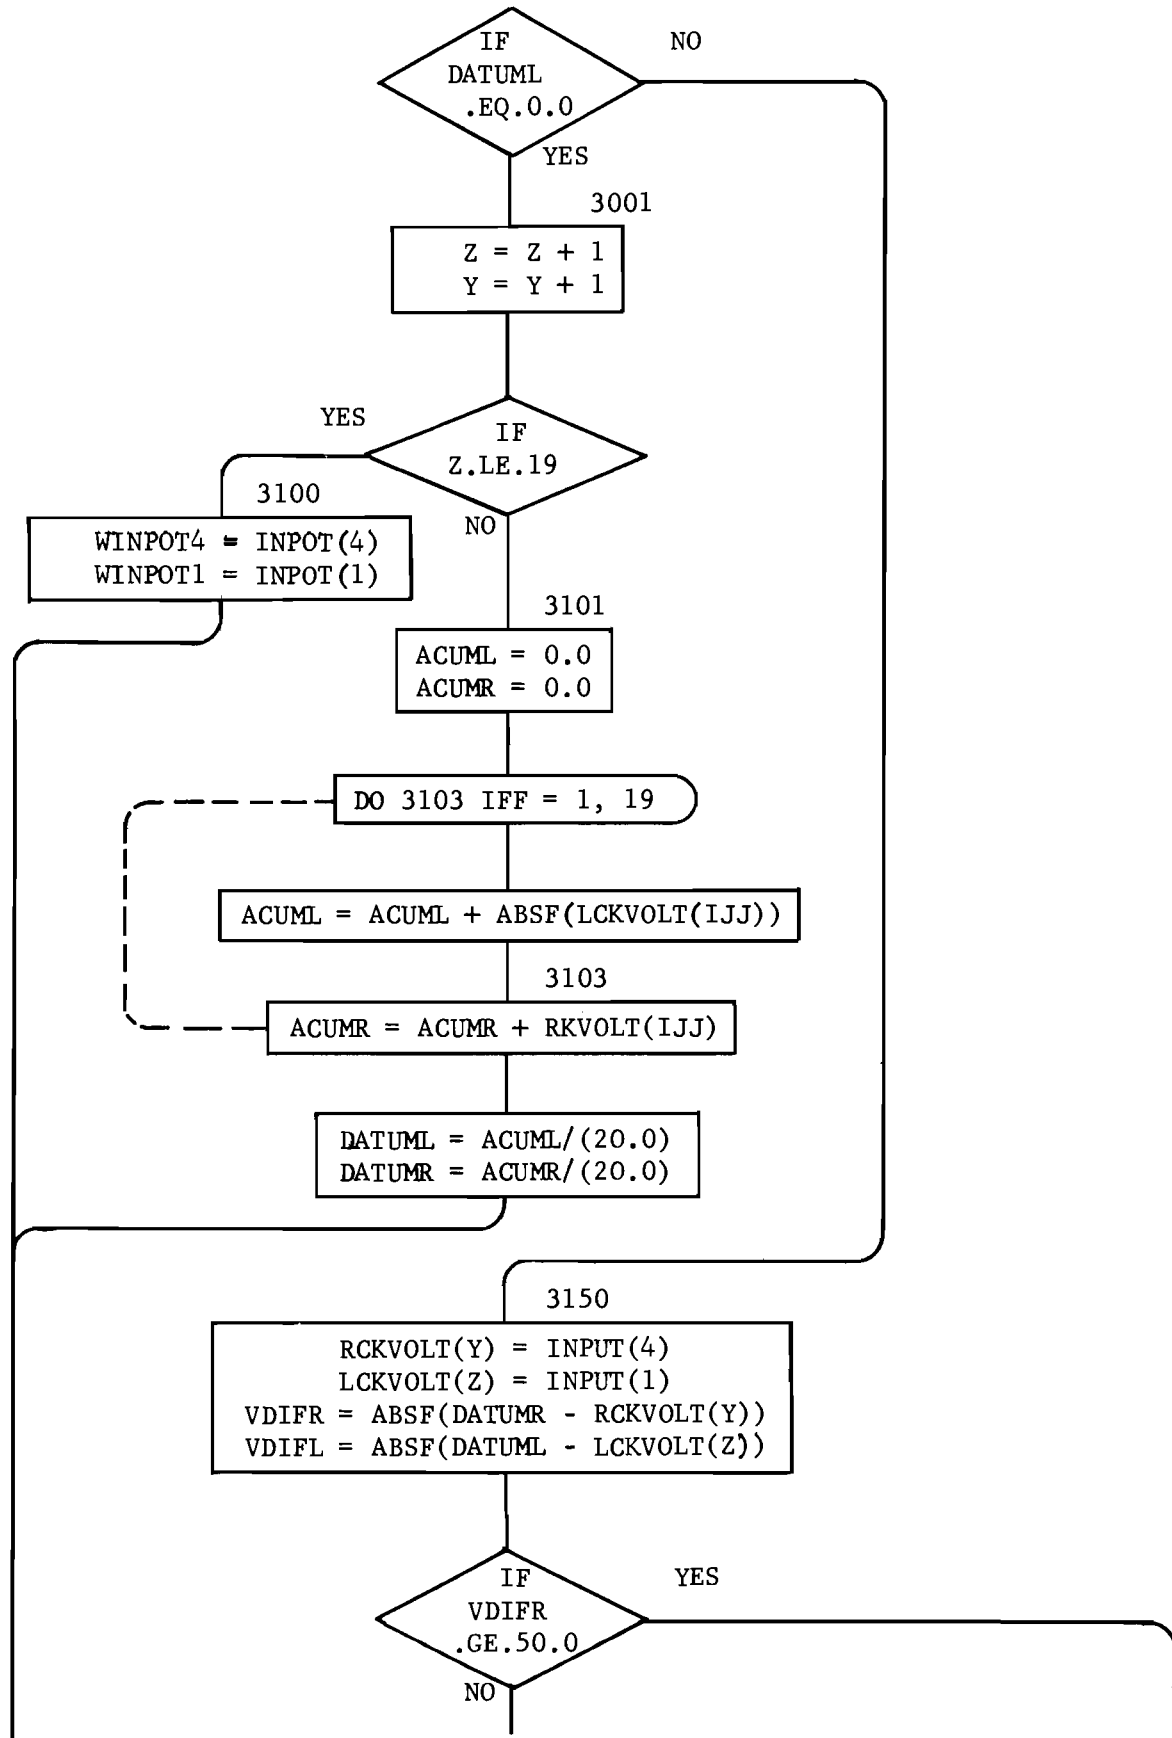 IF
DATUML
.EQ.0.0
NO
YES
3001
Z = Z + 1
Y = Y + 1
YES
IF
Z.LE.19
NO
3100
WINPOT4 = INPOT(4)
WINPOT1 = INPOT(1)
3101
ACUML = 0.0
ACUMR = 0.0
DO 3103 IFF = 1, 19
ACUML = ACUML + ABSF(LCKVOLT(IJJ))
3103
ACUMR = ACUMR + RKVOLT(IJJ)
DATUML = ACUML/(20.0)
DATUMR = ACUMR/(20.0)
3150
RCKVOLT(Y) = INPUT(4)
LCKVOLT(Z) = INPUT(1)
VDIFR = ABSF(DATUMR - RCKVOLT(Y))
VDIFL = ABSF(DATUML - LCKVOLT(Z))
IF
VDIFR
.GE.50.0
YES
NO